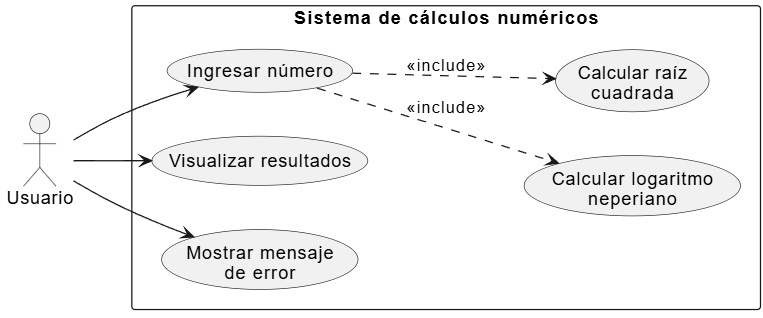 Sistema de cálculos numéricos
Ingresar número
«include»
Calcular raíz
cuadrada
«include»
Visualizar resultados
Calcular logaritmo
neperiano
Usuario
Mostrar mensaje
de error